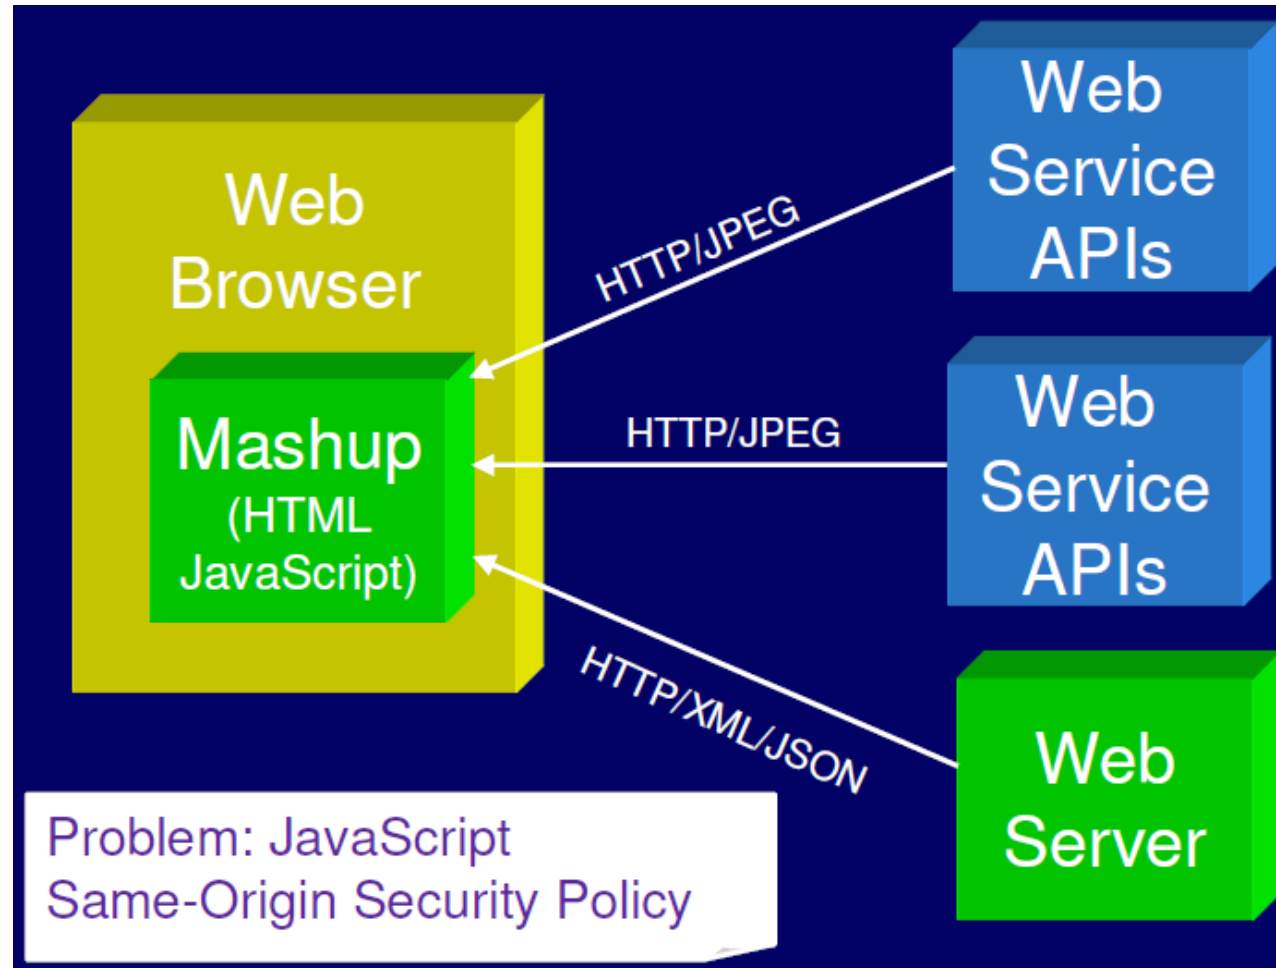 Web
Browser
Mashup
(HTML
JavaScript)
HTTP/JPEG
HTTP/JPEG
HTTP/XML/JSON
Web
Service
APIs
Web
Service
APIs
Web
Server
Problem: JavaScript
Same-Origin Security Policy